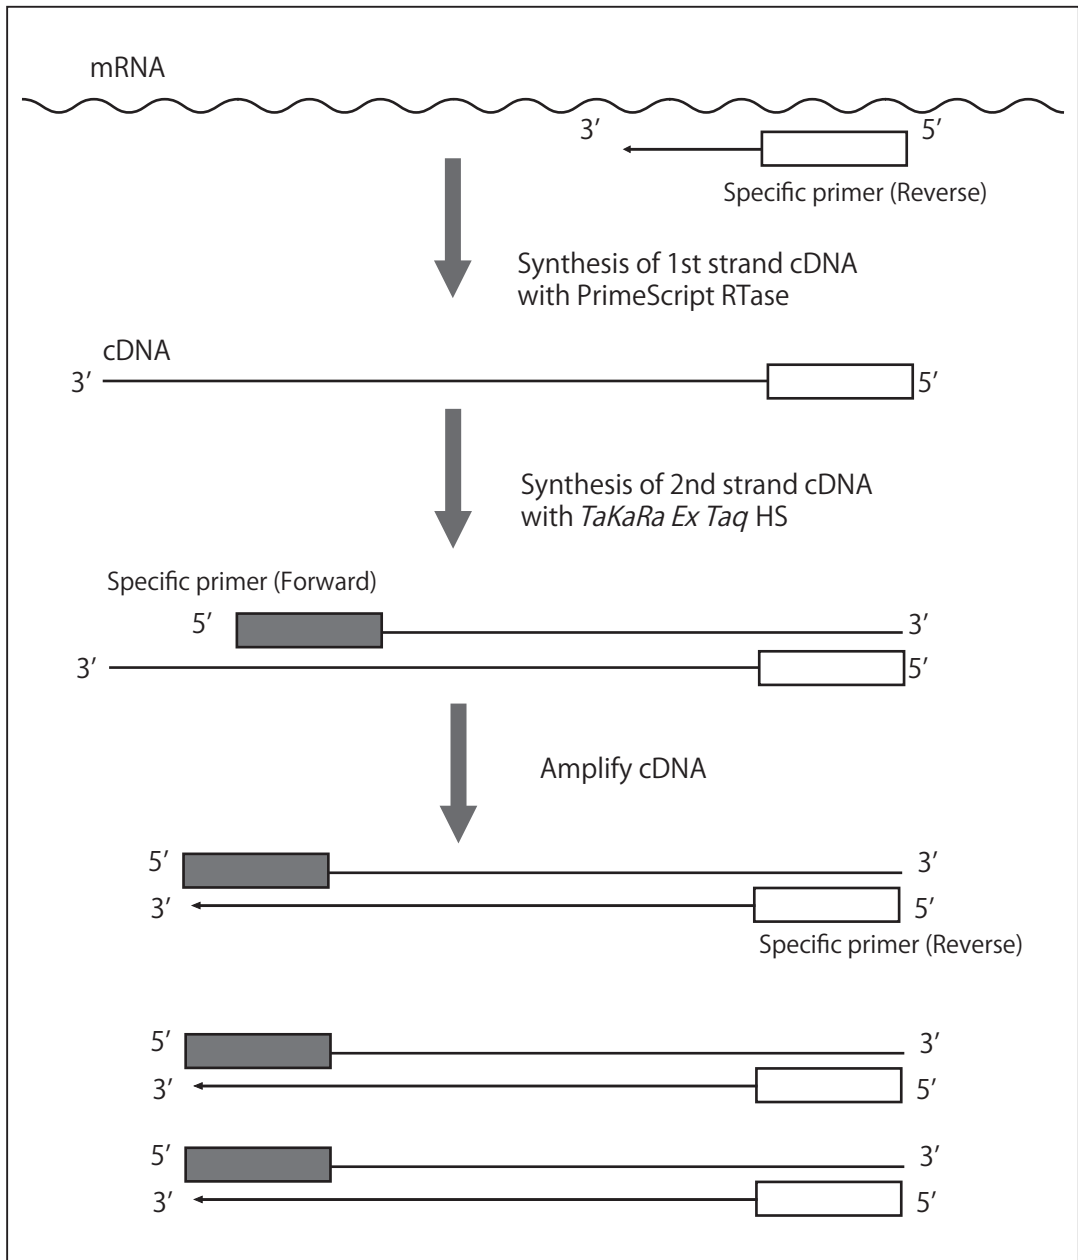 mRNA
3′
5′
Specific primer (Reverse)
Synthesis of 1st strand cDNA
with PrimeScript RTase
cDNA
3′
5′
Synthesis of 2nd strand cDNA
with TaKaRa Ex Taq HS
Specific primer (Forward)
5′
3′
3′
5′
Amplify cDNA
5′
3′
3′
5′
Specific primer (Reverse)
5′
3′
3′
5′
5′
3′
3′
5′